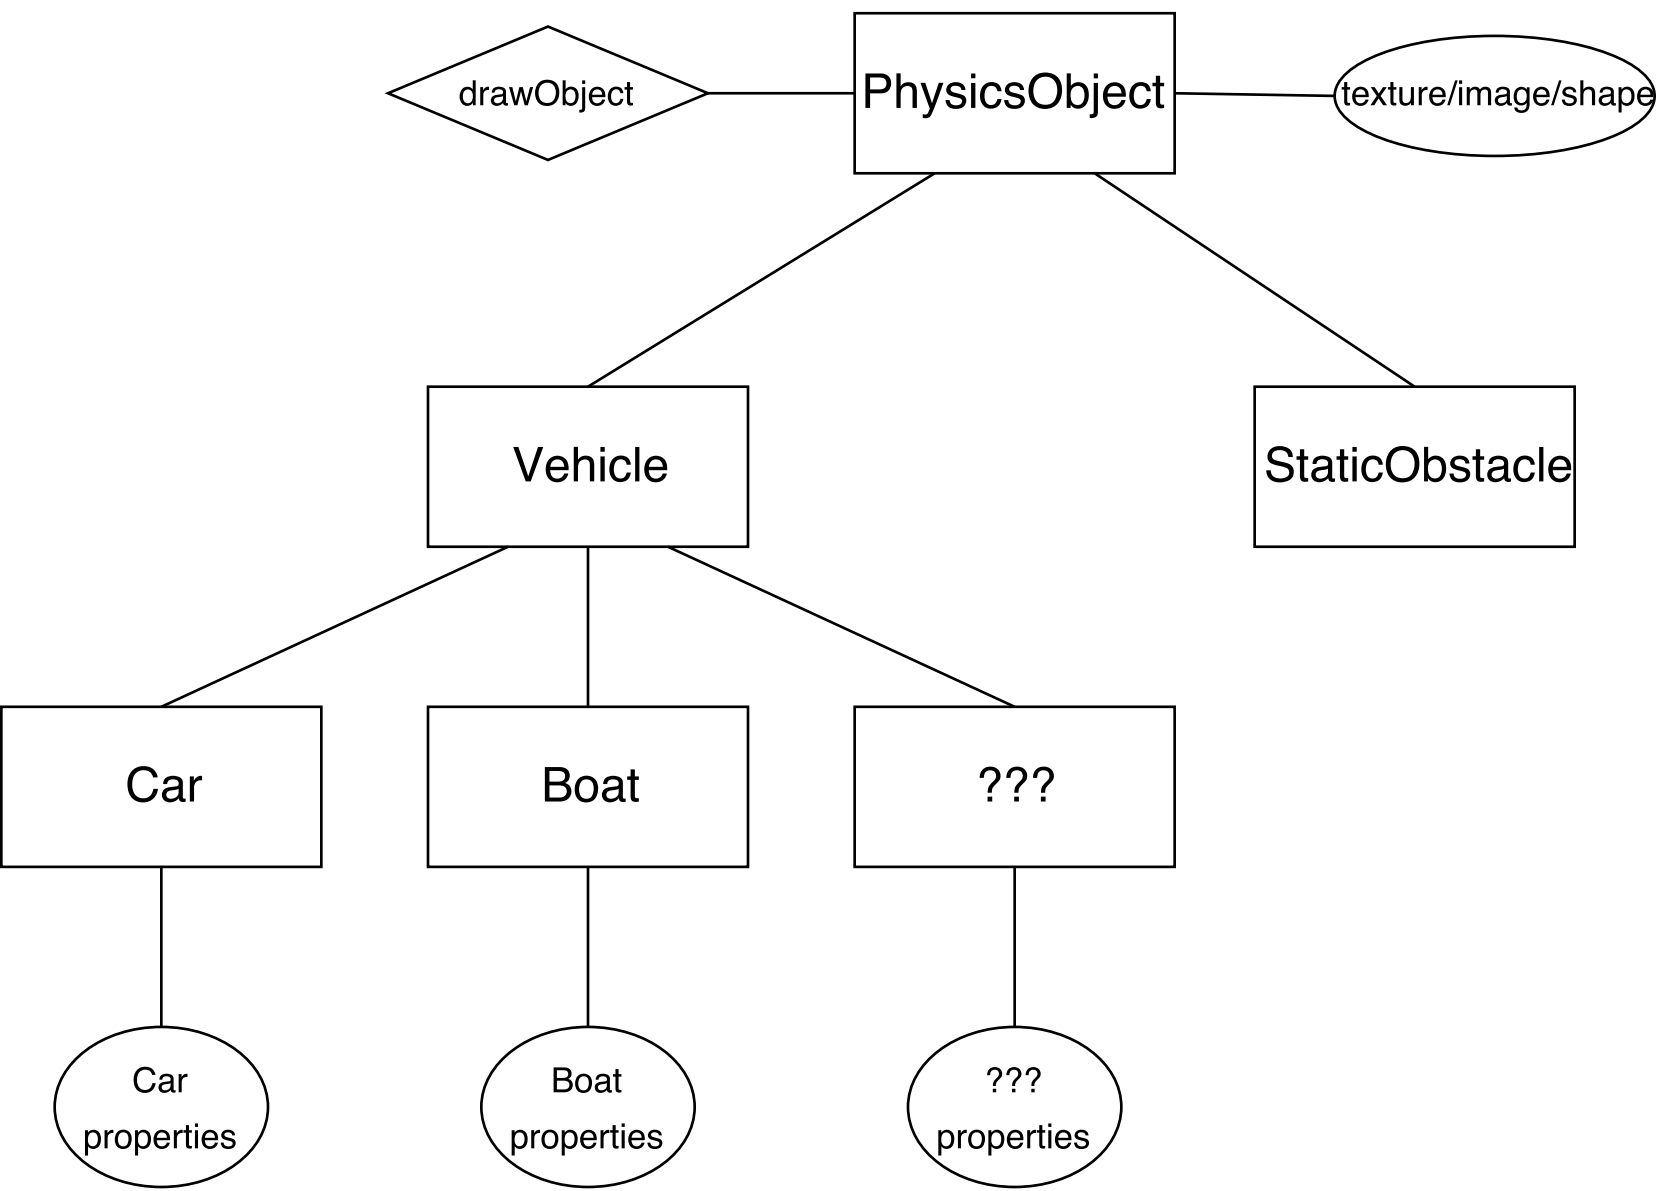 drawObject
PhysicsObject
texture/image/shape
Vehicle
StaticObstacle
Car
Boat
???
Car
properties
Boat
properties
???
properties